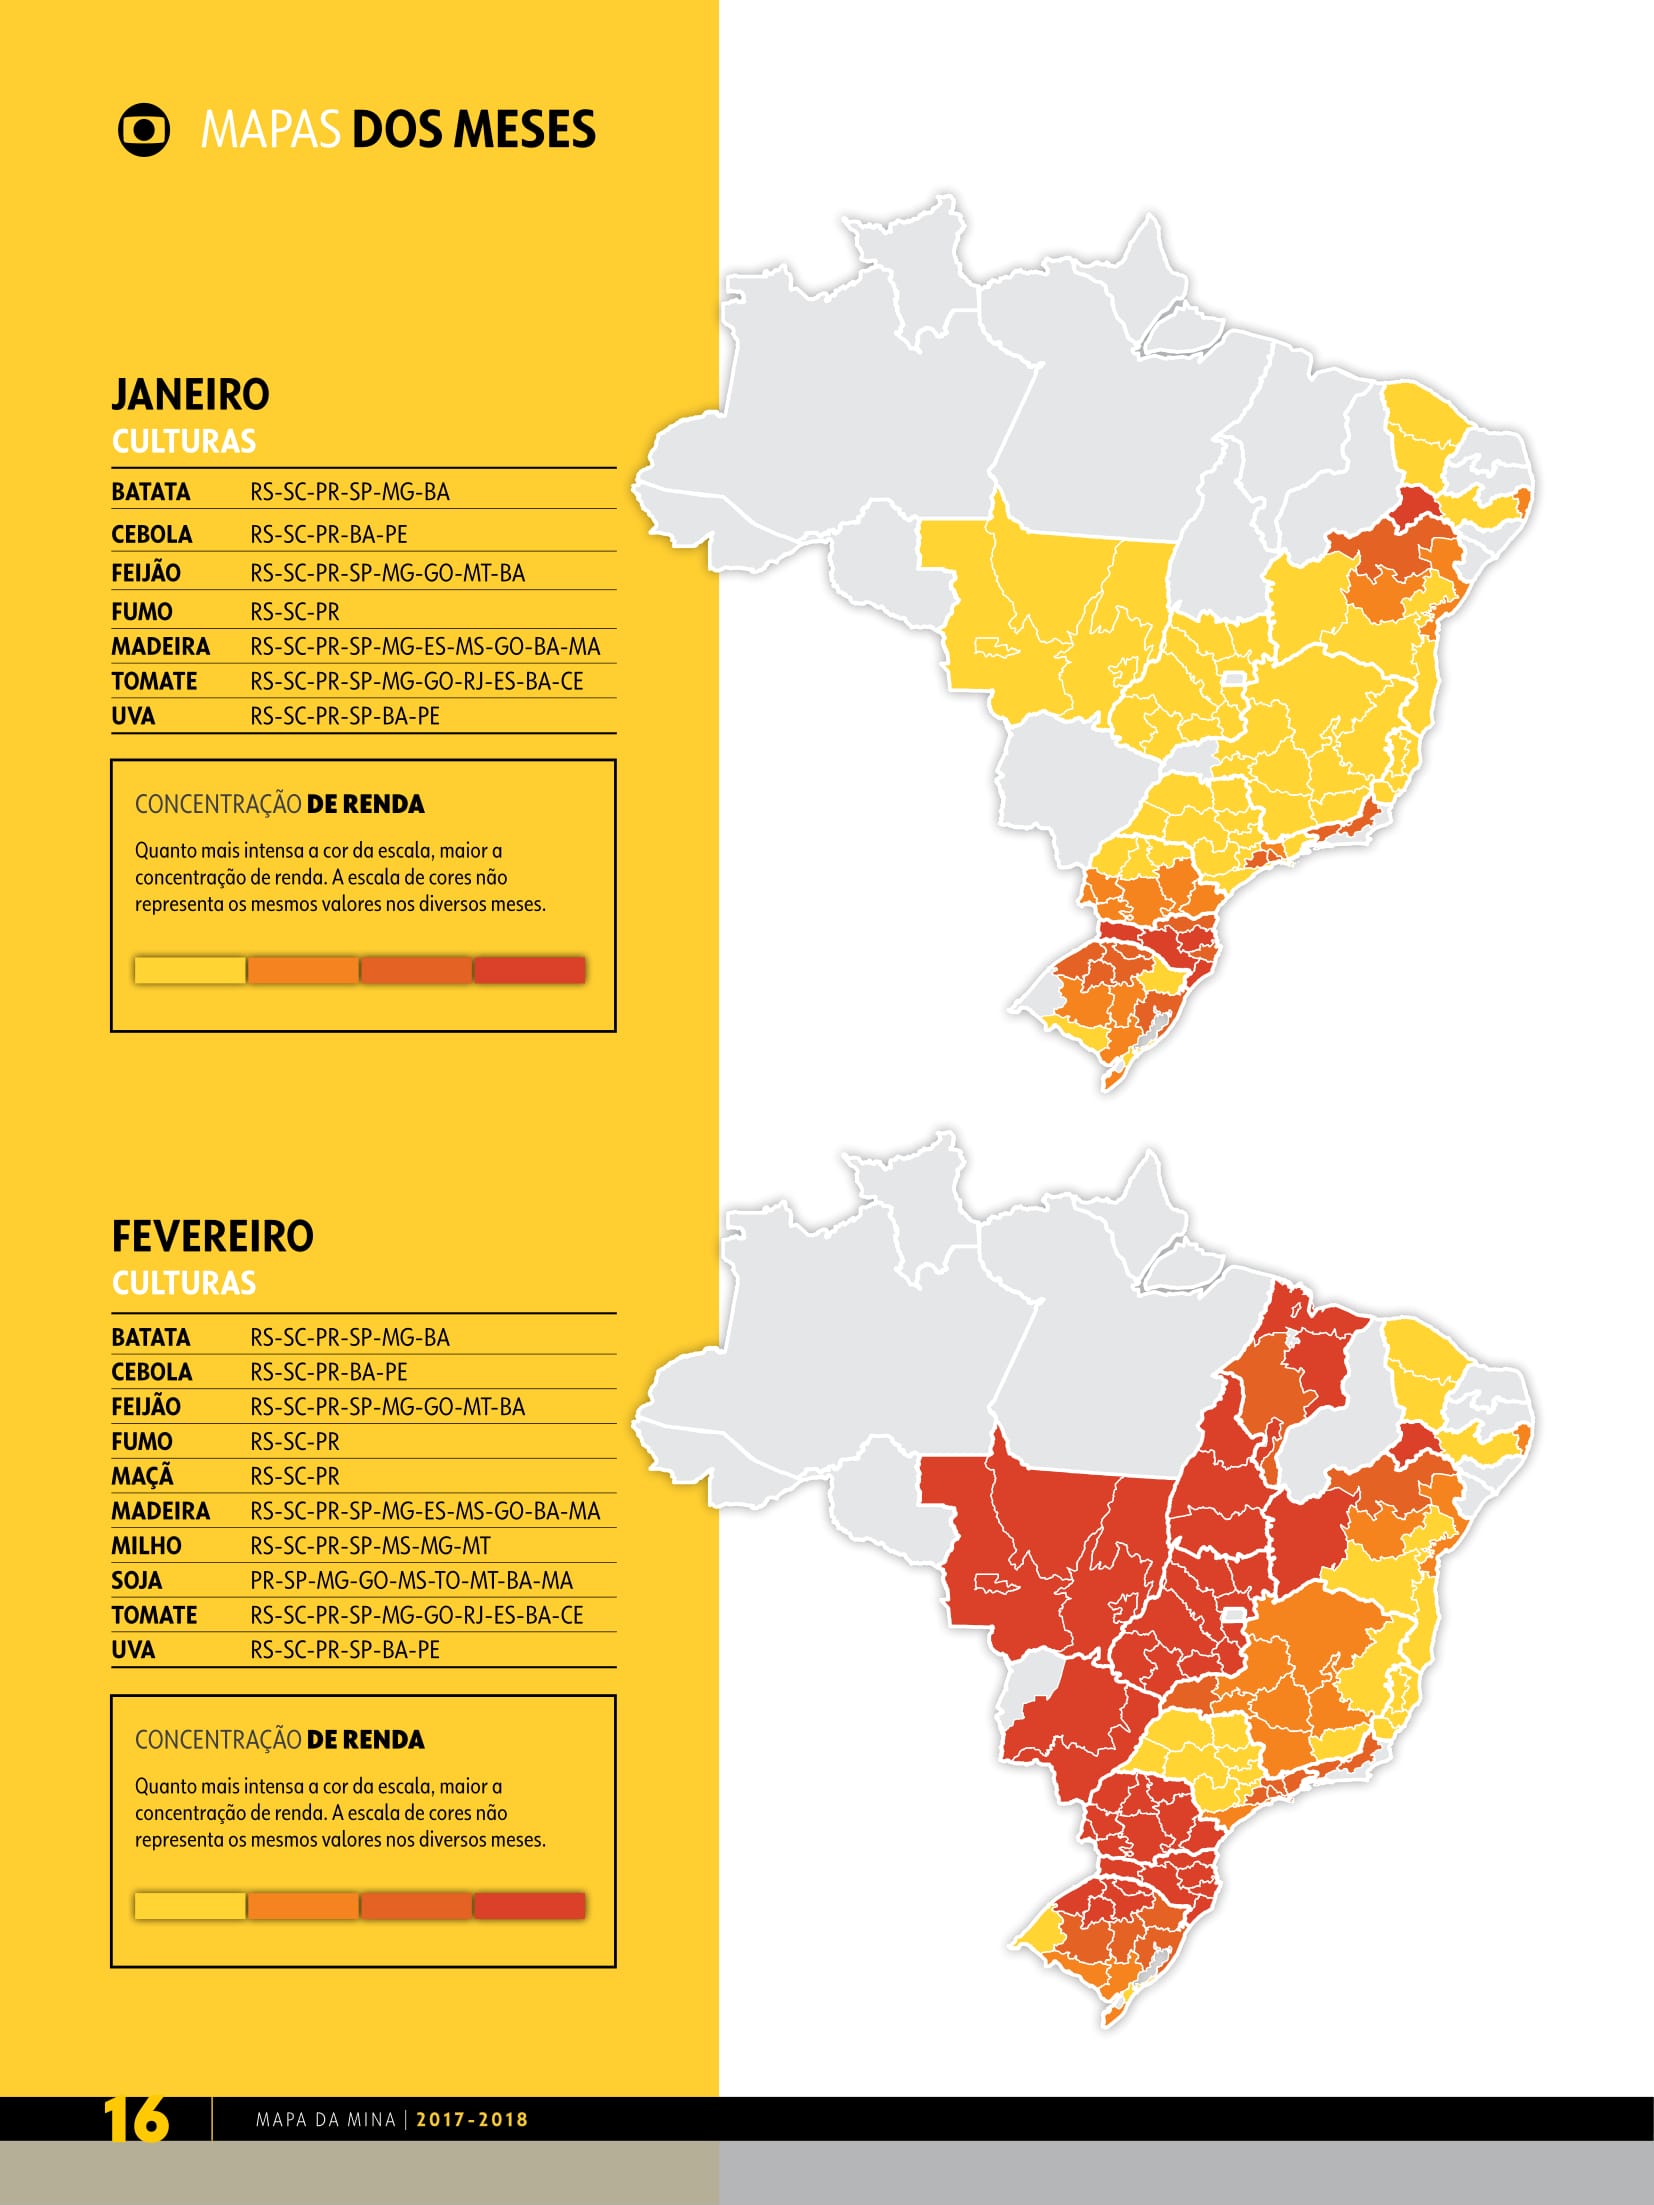 MAPAS DOS MESES
JANEIRO
CULTURAS
BATATA RS-SC-PR-SP-MG-BA
CEBOLA RS-SC-PR-BA-PE
FEIJÃO RS-SC-PR-SP-MG-GO-MT-BA
FUMO RS-SC-PR
MADEIRA RS-SC-PR-SP-MG-ES-MS-GO-BA-MA
TOMATE RS-SC-PR-SP-MG-GO-RJ-ES-BA-CE
UVA RS-SC-PR-SP-BA-PE
CONCENTRAÇÃO DE RENDA
Quanto mais intensa a cor da escala, maior a
concentração de renda. A escala de cores não
representa os mesmos valores nos diversos meses.
FEVEREIRO
CULTURAS
BATATA RS-SC-PR-SP-MG-BA
CEBOLA RS-SC-PR-BA-PE
FEIJÃO RS-SC-PR-SP-MG-GO-MT-BA
FUMO RS-SC-PR
MAÇÃ RS-SC-PR
MADEIRA RS-SC-PR-SP-MG-ES-MS-GO-BA-MA
MILHO RS-SC-PR-SP-MS-MG-MT
SOJA PR-SP-MG-GO-MS-TO-MT-BA-MA
TOMATE RS-SC-PR-SP-MG-GO-RJ-ES-BA-CE
UVA RS-SC-PR-SP-BA-PE
CONCENTRAÇÃO DE RENDA
Quanto mais intensa a cor da escala, maior a
concentração de renda. A escala de cores não
representa os mesmos valores nos diversos meses.
16 MAPA DA MINA | 2017-2018